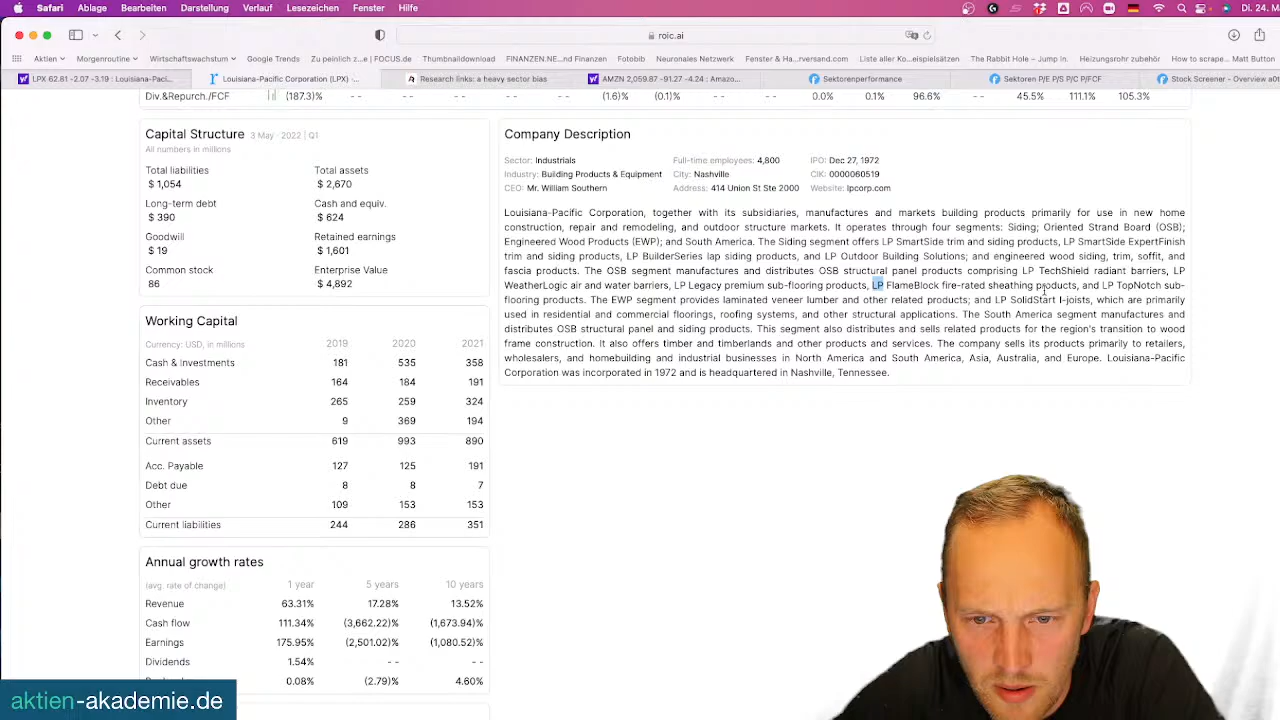 Safari Ablage Bearbeiten Darstellung Verlauf Lesezeichen Fenster Hilfe Di. 24.
roic.ai
Aktien Morgenroutine Wirtschaftswachstum Google Trends Zu peinlich z...e | FOCUS.de Thumbnaildownload FINANZEN.NE...nd Finanzen Fotobib Neuronales Netzwerk Fenster & Ha...rversand.com Liste aller Ko...eispielsätzen The Rabbit Hole – Jump in. Heizungsrohr zubehör How to scrape... Matt Button
LPX 62.81 -2.07 -3.19 : Louisiana-Paci... Louisiana-Pacific Corporation (LPX) -... Research links: a heavy sector bias AMZN 2,059.87 -91.27 -4.24 : Amazo... Sektorenperformance Sektoren P/E P/S P/C P/FCF Stock Screener - Overview
Div.&Repurch./FCF (187.3)% - - - - - - - - - - (1.6)% (0.1)% - - - - 0.0% 0.1% 96.6% - - 45.5% 111.1% 105.3%
Capital Structure 3 May · 2022 | Q1
All numbers in millions
Total liabilities Total assets
$ 1,054 $ 2,670
Long-term debt Cash and equiv.
$ 390 $ 624
Goodwill Retained earnings
$ 19 $ 1,601
Common stock Enterprise Value
86 $ 4,892
Working Capital
Currency: USD, in millions 2019 2020 2021
Cash & Investments 181 535 358
Receivables 164 184 191
Inventory 265 259 324
Other 9 369 194
Current assets 619 993 890
Acc. Payable 127 125 191
Debt due 8 8 7
Other 109 153 153
Current liabilities 244 286 351
Annual growth rates
(avg. rate of change) 1 year 5 years 10 years
Revenue 63.31% 17.28% 13.52%
Cash flow 111.34% (3,662.22)% (1,673.94)%
Earnings 175.95% (2,501.02)% (1,080.52)%
Dividends 1.54% - - - -
0.08% (2.79)% 4.60%
Company Description
Sector: Industrials Full-time employees: 4,800 IPO: Dec 27, 1972
Industry: Building Products & Equipment City: Nashville CIK: 0000060519
CEO: Mr. William Southern Address: 414 Union St Ste 2000 Website: lpcorp.com
Louisiana-Pacific Corporation, together with its subsidiaries, manufactures and markets building products primarily for use in new home
construction, repair and remodeling, and outdoor structure markets. It operates through four segments: Siding; Oriented Strand Board (OSB);
Engineered Wood Products (EWP); and South America. The Siding segment offers LP SmartSide trim and siding products, LP SmartSide ExpertFinish
trim and siding products, LP BuilderSeries lap siding products, and LP Outdoor Building Solutions; and engineered wood siding, trim, soffit, and
fascia products. The OSB segment manufactures and distributes OSB structural panel products comprising LP TechShield radiant barriers, LP
WeatherLogic air and water barriers, LP Legacy premium sub-flooring products, LP FlameBlock fire-rated sheathing products, and LP TopNotch sub-
flooring products. The EWP segment provides laminated veneer lumber and other related products; and LP SolidStart I-joists, which are primarily
used in residential and commercial floorings, roofing systems, and other structural applications. The South America segment manufactures and
distributes OSB structural panel and siding products. This segment also distributes and sells related products for the region's transition to wood
frame construction. It also offers timber and timberlands and other products and services. The company sells its products primarily to retailers,
wholesalers, and homebuilding and industrial businesses in North America and South America, Asia, Australia, and Europe. Louisiana-Pacific
Corporation was incorporated in 1972 and is headquartered in Nashville, Tennessee.
aktien-akademie.de